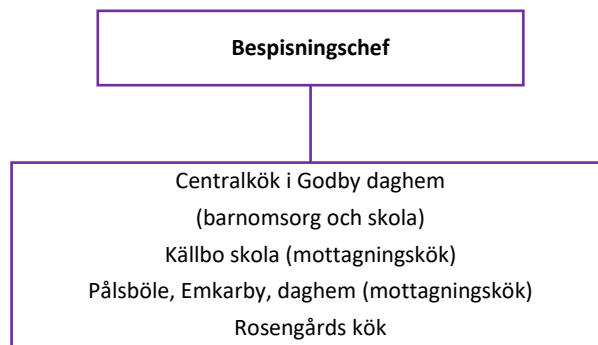 Bespisningschef
Centralkök i Godby daghem
(barnomsorg och skola)
Källbo skola (mottagningskök)
Pålsböle, Emkarby, daghem (mottagningskök)
Rosengårds kök